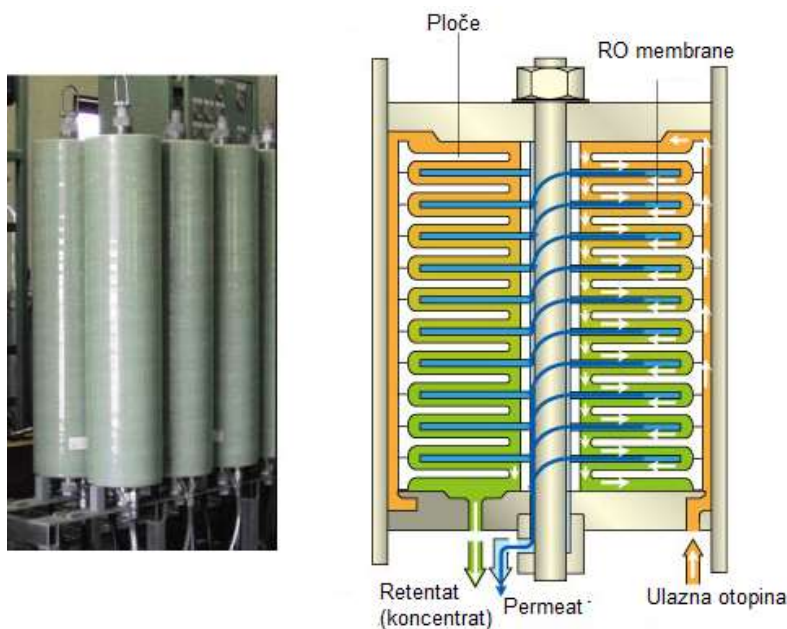 Ploče
RO membrane
Retentat
(koncentrat)
Permeat
Ulazna otopina